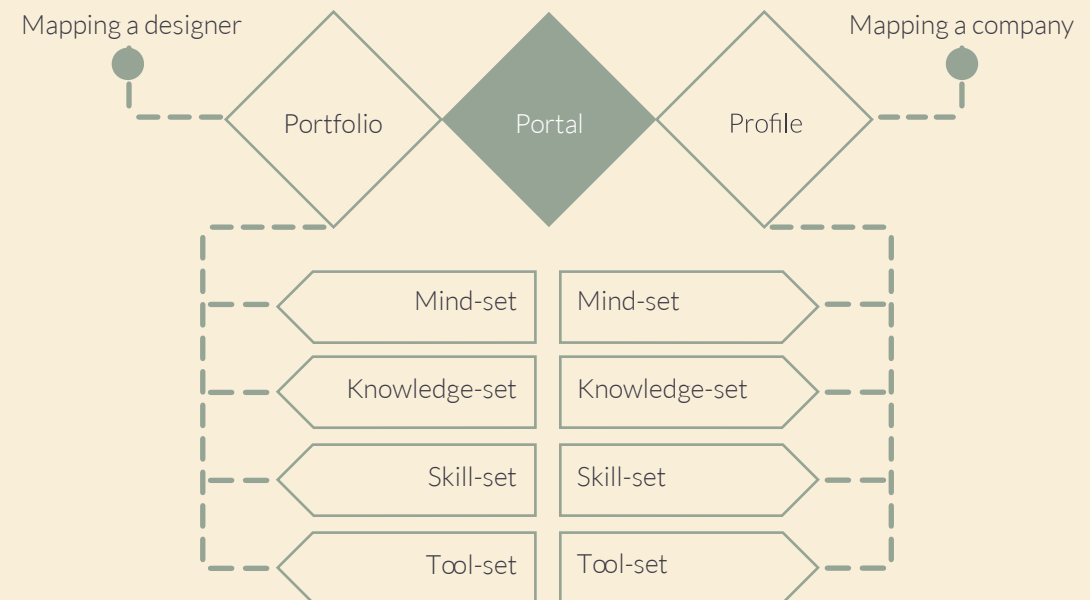 Mapping a designer
Mapping a company
Portfolio
Portal
Profile
Mind-set
Mind-set
Knowledge-set
Knowledge-set
Skill-set
Skill-set
Tool-set
Tool-set